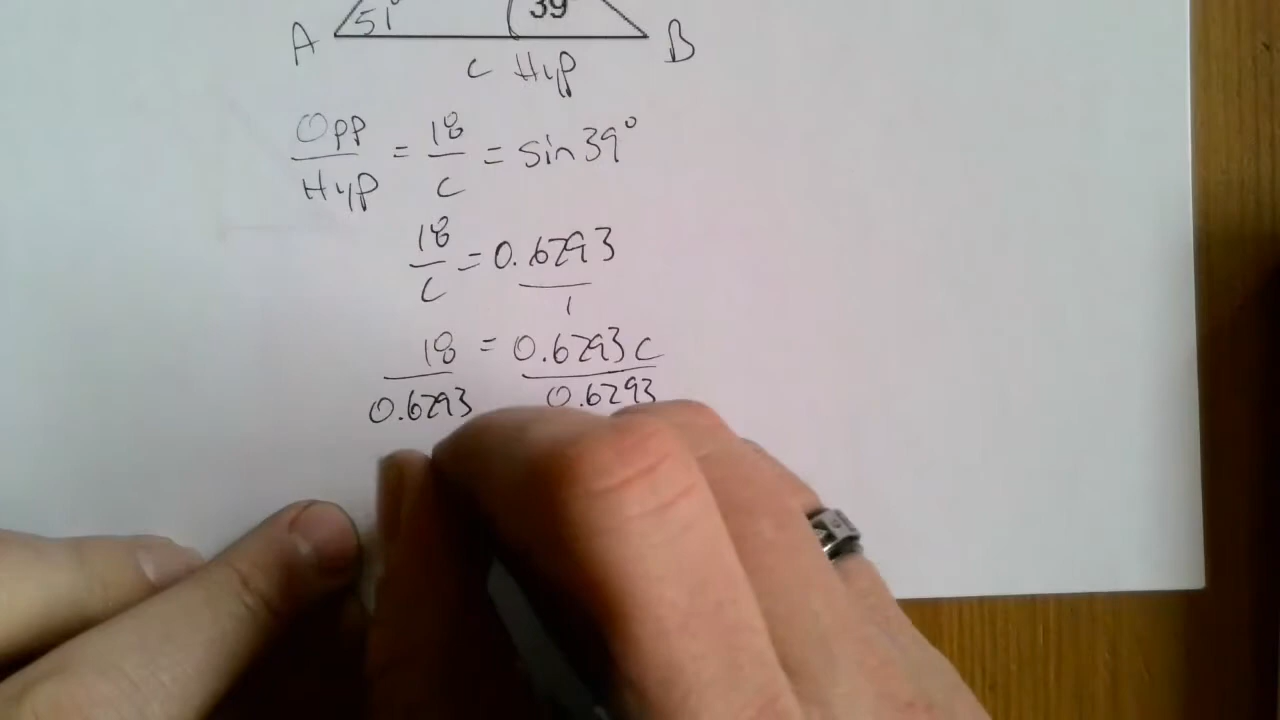 51° 39°
A B
c Hyp
Opp/Hyp = 18/c = sin 39°
18/c = 0.6293/1
18/0.6293 = 0.6293c/0.6293